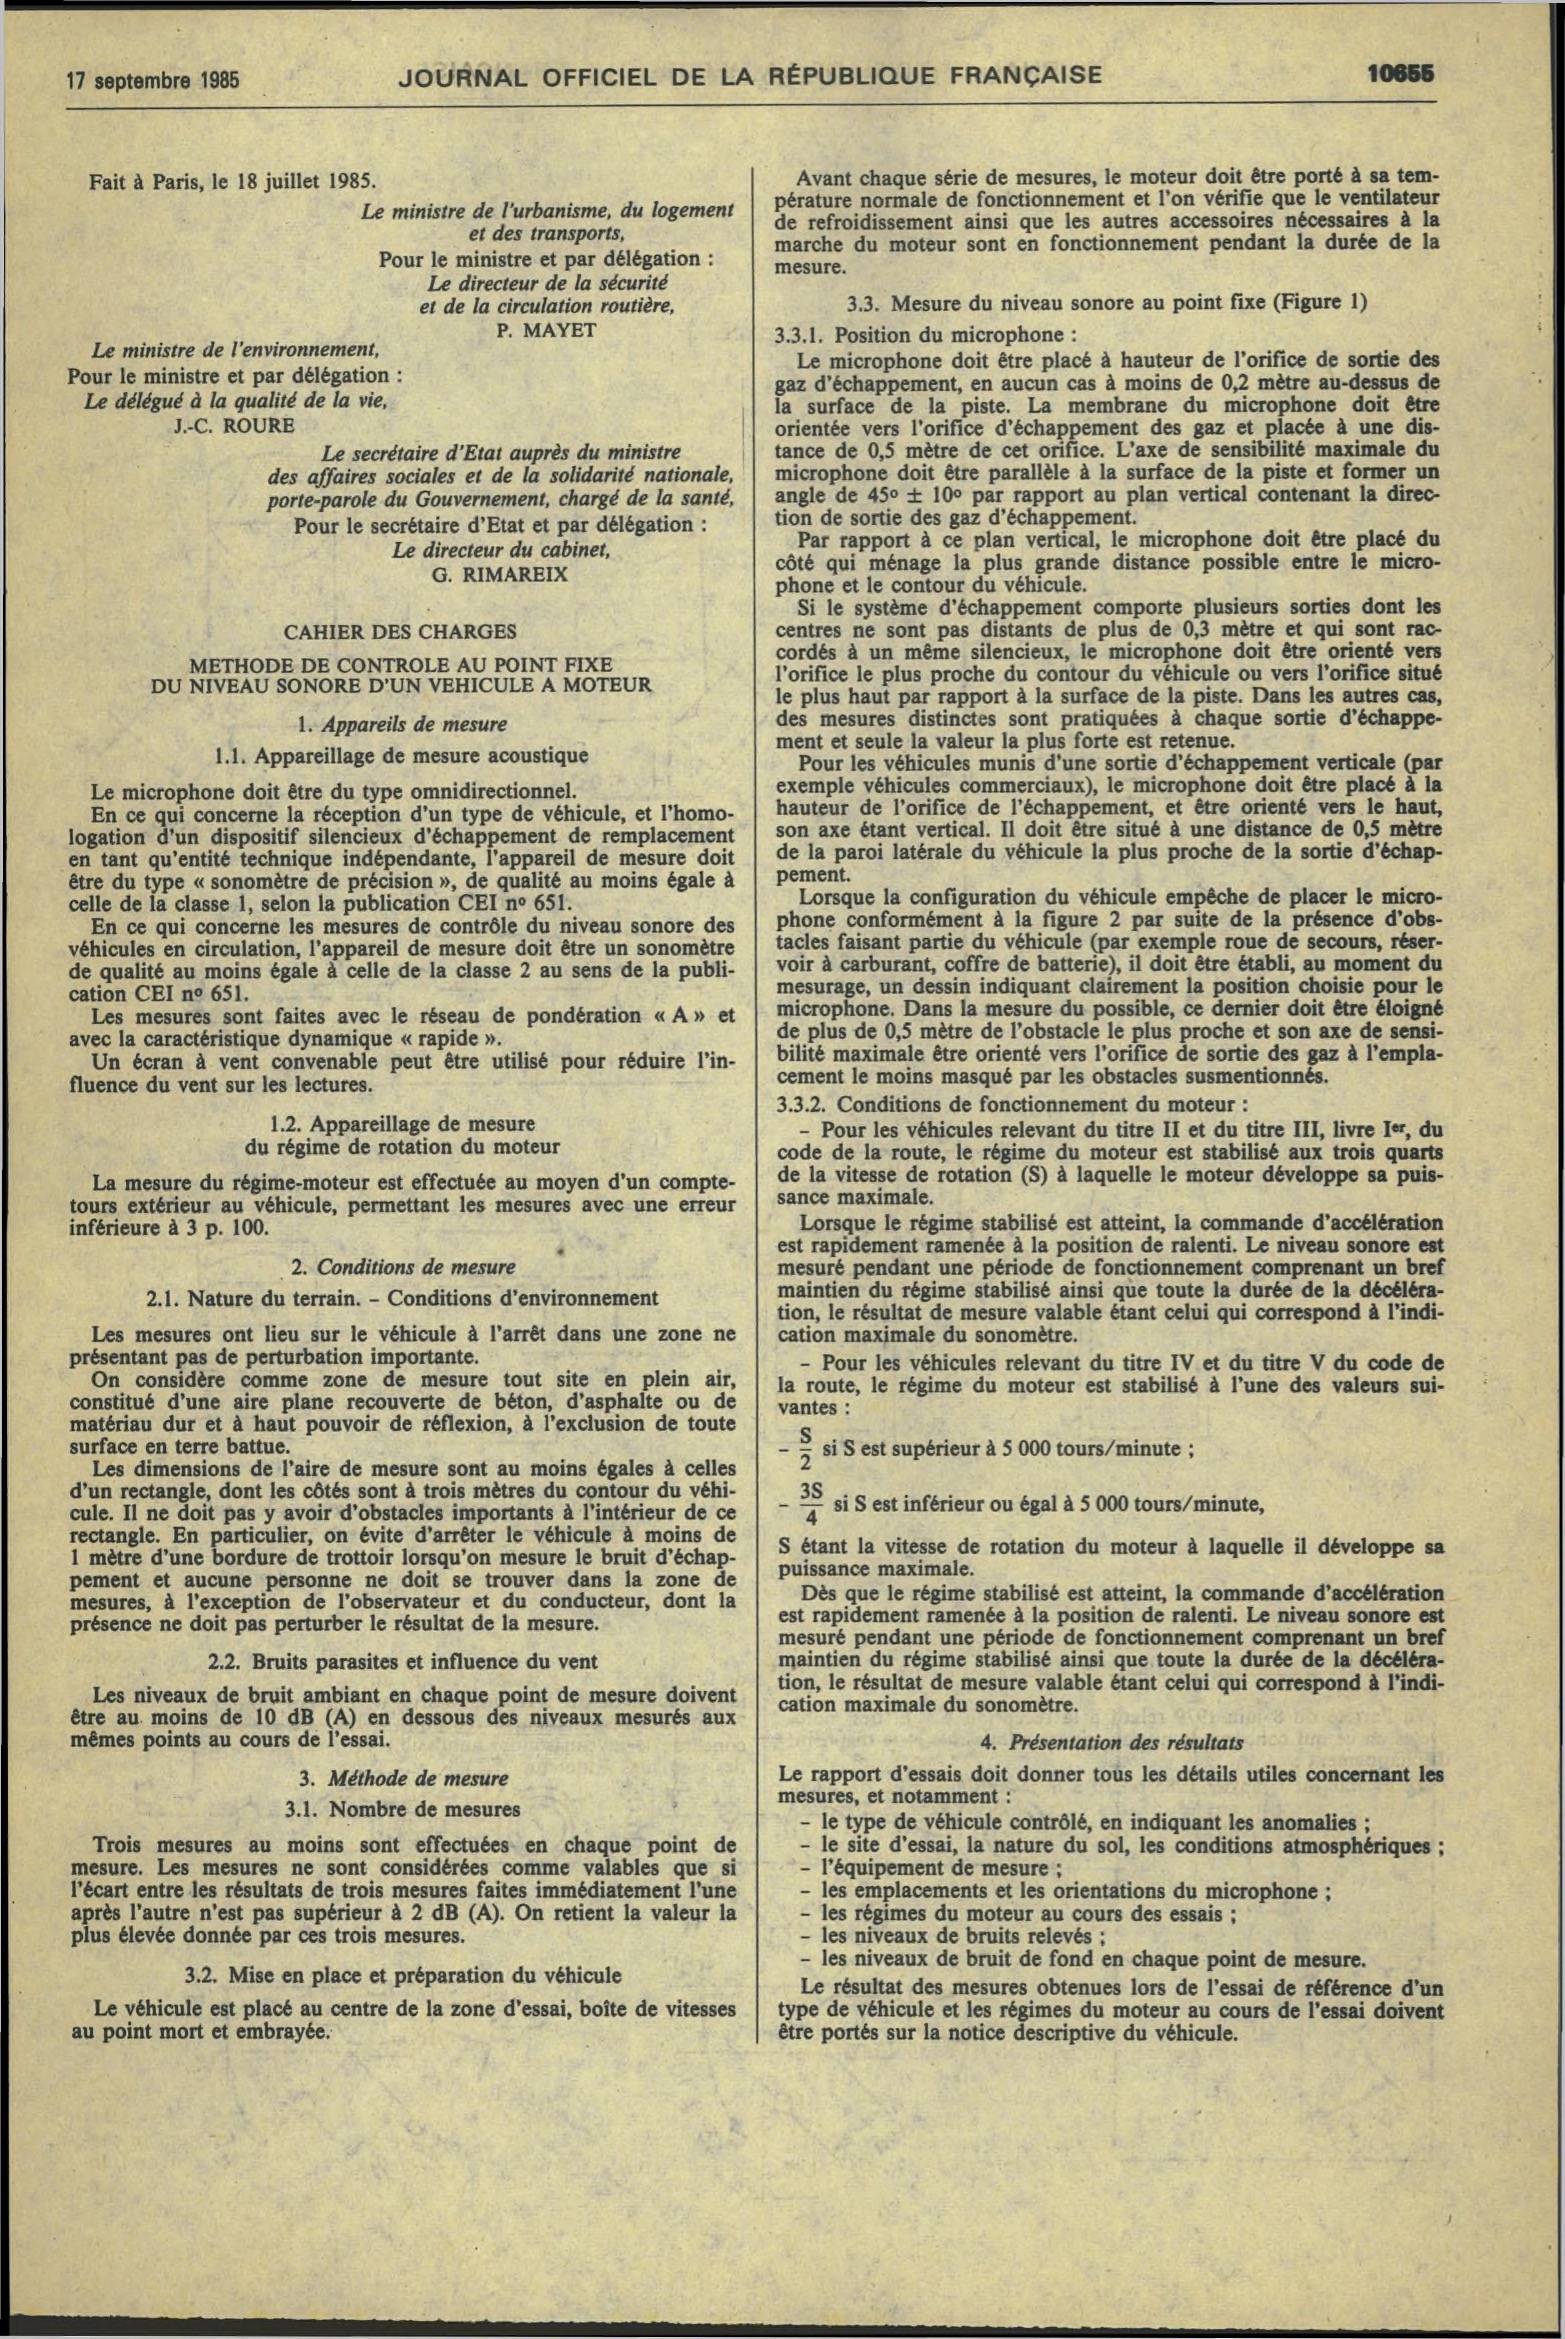 17 septembre 1985
JOURNAL OFFICIEL DE LA RÉPUBLIQUE FRANÇAISE
10655
Fait à Paris, le 18 juillet 1985.
Le ministre de l'urbanisme, du logement
et des transports,
Pour le ministre et par délégation :
Le directeur de la sécurité
et de la circulation routière,
P. MAYET
Le ministre de l'environnement,
Pour le ministre et par délégation :
Le délégué à la qualité de la vie,
J.-C. ROURE
Le secrétaire d'Etat auprès du ministre
des affaires sociales et de la solidarité nationale,
porte-parole du Gouvernement, chargé de la santé,
Pour le secrétaire d'Etat et par délégation :
Le directeur du cabinet,
G. RIMAREIX
CAHIER DES CHARGES
METHODE DE CONTROLE AU POINT FIXE
DU NIVEAU SONORE D'UN VEHICULE A MOTEUR
1. Appareils de mesure
1.1. Appareillage de mesure acoustique
Le microphone doit être du type omnidirectionnel.
En ce qui concerne la réception d'un type de véhicule, et l'homo-
logation d'un dispositif silencieux d'échappement de remplacement
en tant qu'entité technique indépendante, l'appareil de mesure doit
être du type « sonomètre de précision », de qualité au moins égale à
celle de la classe 1, selon la publication CEI nº 651.
En ce qui concerne les mesures de contrôle du niveau sonore des
véhicules en circulation, l'appareil de mesure doit être un sonomètre
de qualité au moins égale à celle de la classe 2 au sens de la publi-
cation CEI nº 651.
Les mesures sont faites avec le réseau de pondération « A » et
avec la caractéristique dynamique « rapide ».
Un écran à vent convenable peut être utilisé pour réduire l'in-
fluence du vent sur les lectures.
1.2. Appareillage de mesure
du régime de rotation du moteur
La mesure du régime-moteur est effectuée au moyen d'un compte-
tours extérieur au véhicule, permettant les mesures avec une erreur
inférieure à 3 p. 100.
2. Conditions de mesure
2.1. Nature du terrain. - Conditions d'environnement
Les mesures ont lieu sur le véhicule à l'arrêt dans une zone ne
présentant pas de perturbation importante.
On considère comme zone de mesure tout site en plein air,
constitué d'une aire plane recouverte de béton, d'asphalte ou de
matériau dur et à haut pouvoir de réflexion, à l'exclusion de toute
surface en terre battue.
Les dimensions de l'aire de mesure sont au moins égales à celles
d'un rectangle, dont les côtés sont à trois mètres du contour du véhi-
cule. Il ne doit pas y avoir d'obstacles importants à l'intérieur de ce
rectangle. En particulier, on évite d'arrêter le véhicule à moins de
1 mètre d'une bordure de trottoir lorsqu'on mesure le bruit d'échap-
pement et aucune personne ne doit se trouver dans la zone de
mesures, à l'exception de l'observateur et du conducteur, dont la
présence ne doit pas perturber le résultat de la mesure.
2.2. Bruits parasites et influence du vent
Les niveaux de bruit ambiant en chaque point de mesure doivent
être au moins de 10 dB (A) en dessous des niveaux mesurés aux
mêmes points au cours de l'essai.
3. Méthode de mesure
3.1. Nombre de mesures
Trois mesures au moins sont effectuées en chaque point de
mesure. Les mesures ne sont considérées comme valables que si
l'écart entre les résultats de trois mesures faites immédiatement l'une
après l'autre n'est pas supérieur à 2 dB (A). On retient la valeur la
plus élevée donnée par ces trois mesures.
3.2. Mise en place et préparation du véhicule
Le véhicule est placé au centre de la zone d'essai, boîte de vitesses
au point mort et embrayée.
Avant chaque série de mesures, le moteur doit être porté à sa tem-
pérature normale de fonctionnement et l'on vérifie que le ventilateur
de refroidissement ainsi que les autres accessoires nécessaires à la
marche du moteur sont en fonctionnement pendant la durée de la
mesure.
3.3. Mesure du niveau sonore au point fixe (Figure 1)
3.3.1. Position du microphone :
Le microphone doit être placé à hauteur de l'orifice de sortie des
gaz d'échappement, en aucun cas à moins de 0,2 mètre au-dessus de
la surface de la piste. La membrane du microphone doit être
orientée vers l'orifice d'échappement des gaz et placée à une dis-
tance de 0,5 mètre de cet orifice. L'axe de sensibilité maximale du
microphone doit être parallèle à la surface de la piste et former un
angle de 45º ± 10º par rapport au plan vertical contenant la direc-
tion de sortie des gaz d'échappement.
Par rapport à ce plan vertical, le microphone doit être placé du
côté qui ménage la plus grande distance possible entre le micro-
phone et le contour du véhicule.
Si le système d'échappement comporte plusieurs sorties dont les
centres ne sont pas distants de plus de 0,3 mètre et qui sont rac-
cordés à un même silencieux, le microphone doit être orienté vers
l'orifice le plus proche du contour du véhicule ou vers l'orifice situé
le plus haut par rapport à la surface de la piste. Dans les autres cas,
des mesures distinctes sont pratiquées à chaque sortie d'échappe-
ment et seule la valeur la plus forte est retenue.
Pour les véhicules munis d'une sortie d'échappement verticale (par
exemple véhicules commerciaux), le microphone doit être placé à la
hauteur de l'orifice de l'échappement, et être orienté vers le haut,
son axe étant vertical. Il doit être situé à une distance de 0,5 mètre
de la paroi latérale du véhicule la plus proche de la sortie d'échap-
pement.
Lorsque la configuration du véhicule empêche de placer le micro-
phone conformément à la figure 2 par suite de la présence d'obs-
tacles faisant partie du véhicule (par exemple roue de secours, réser-
voir à carburant, coffre de batterie), il doit être établi, au moment du
mesurage, un dessin indiquant clairement la position choisie pour le
microphone. Dans la mesure du possible, ce dernier doit être éloigné
de plus de 0,5 mètre de l'obstacle le plus proche et son axe de sensi-
bilité maximale être orienté vers l'orifice de sortie des gaz à l'empla-
cement le moins masqué par les obstacles susmentionnés.
3.3.2. Conditions de fonctionnement du moteur :
- Pour les véhicules relevant du titre II et du titre III, livre Ier, du
code de la route, le régime du moteur est stabilisé aux trois quarts
de la vitesse de rotation (S) à laquelle le moteur développe sa puis-
sance maximale.
Lorsque le régime stabilisé est atteint, la commande d'accélération
est rapidement ramenée à la position de ralenti. Le niveau sonore est
mesuré pendant une période de fonctionnement comprenant un bref
maintien du régime stabilisé ainsi que toute la durée de la décéléra-
tion, le résultat de mesure valable étant celui qui correspond à l'indi-
cation maximale du sonomètre.
- Pour les véhicules relevant du titre IV et du titre V du code de
la route, le régime du moteur est stabilisé à l'une des valeurs sui-
vantes :
- S/2 si S est supérieur à 5 000 tours/minute ;
- 3S/4 si S est inférieur ou égal à 5 000 tours/minute,
S étant la vitesse de rotation du moteur à laquelle il développe sa
puissance maximale.
Dès que le régime stabilisé est atteint, la commande d'accélération
est rapidement ramenée à la position de ralenti. Le niveau sonore est
mesuré pendant une période de fonctionnement comprenant un bref
maintien du régime stabilisé ainsi que toute la durée de la décéléra-
tion, le résultat de mesure valable étant celui qui correspond à l'indi-
cation maximale du sonomètre.
4. Présentation des résultats
Le rapport d'essais doit donner tous les détails utiles concernant les
mesures, et notamment :
- le type de véhicule contrôlé, en indiquant les anomalies ;
- le site d'essai, la nature du sol, les conditions atmosphériques ;
- l'équipement de mesure ;
- les emplacements et les orientations du microphone ;
- les régimes du moteur au cours des essais ;
- les niveaux de bruits relevés ;
- les niveaux de bruit de fond en chaque point de mesure.
Le résultat des mesures obtenues lors de l'essai de référence d'un
type de véhicule et les régimes du moteur au cours de l'essai doivent
être portés sur la notice descriptive du véhicule.